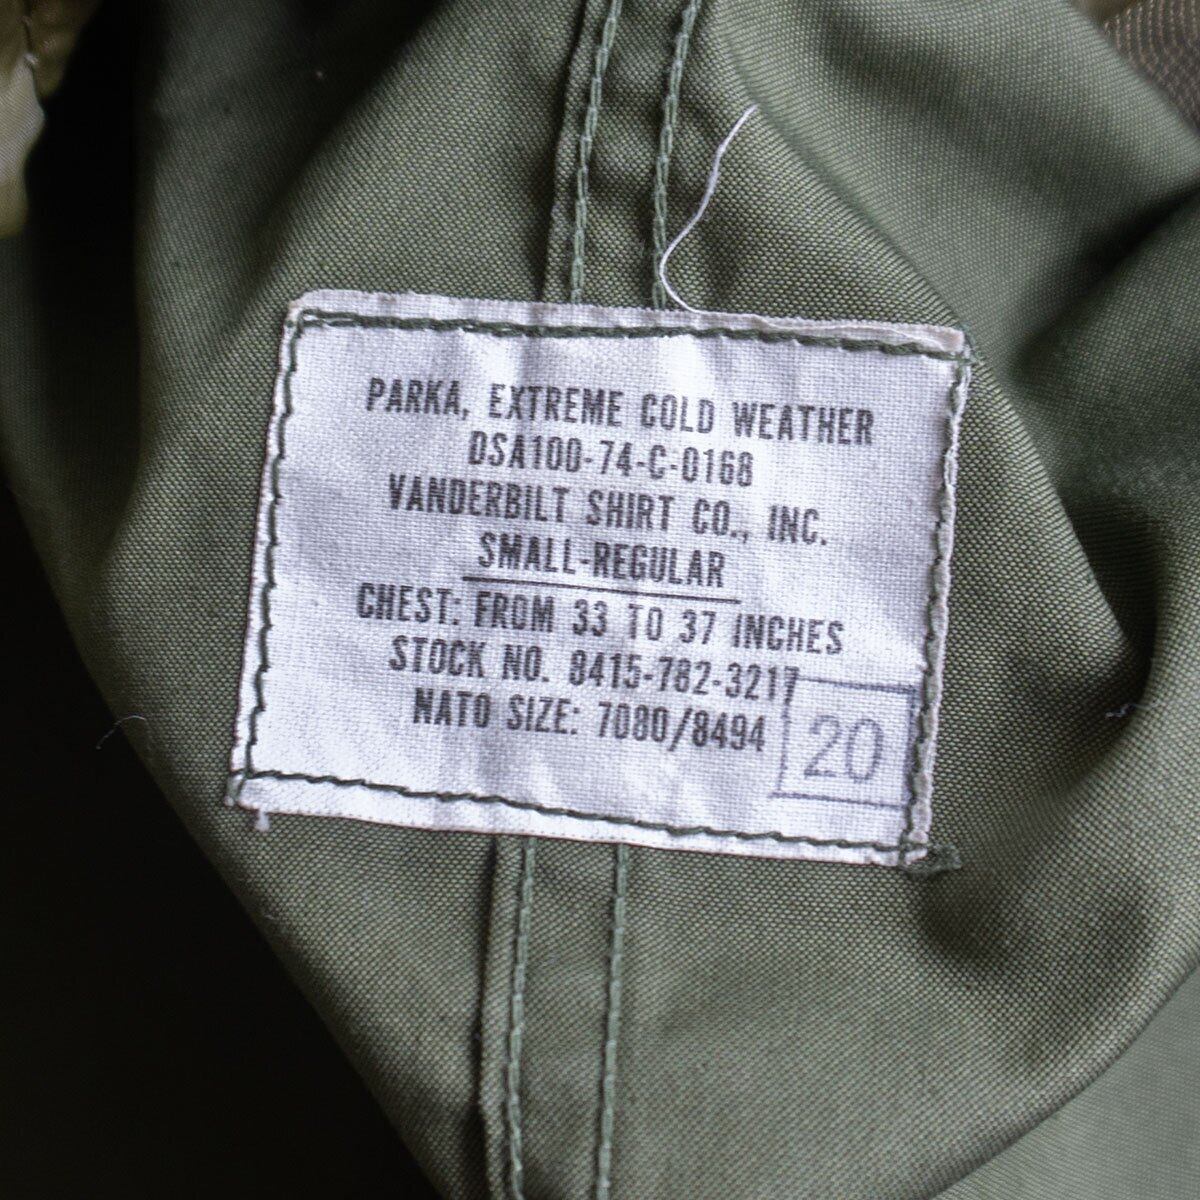 PARKA, EXTREME COLD WEATHER
DSA100-74-C-0168
VANDERBILT SHIRT CO., INC.
SMALL-REGULAR
CHEST: FROM 33 TO 37 INCHES
STOCK NO. 8415-782-3217
NATO SIZE: 7080/8494
20